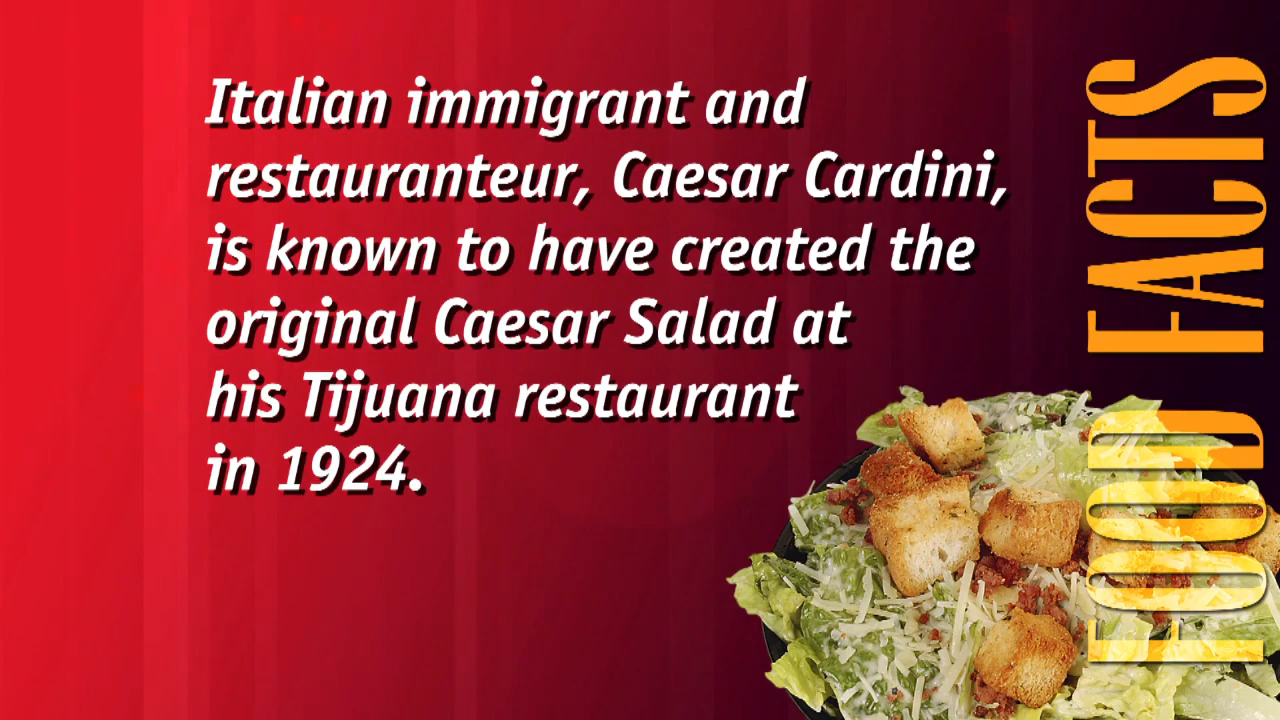 Italian immigrant and
restauranteur, Caesar Cardini,
is known to have created the
original Caesar Salad at
his Tijuana restaurant
in 1924.
FOOD FACTS